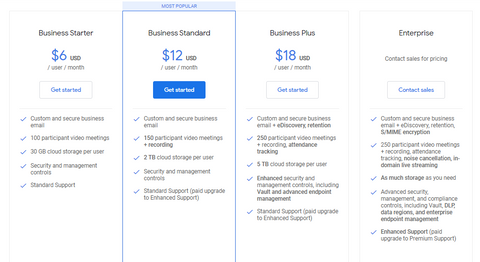 MOST POPULAR
Business Starter
$6 USD
/ user / month
Get started
Custom and secure business
email
100 participant video meetings
30 GB cloud storage per user
Security and management
controls
Standard Support
Business Standard
$12 USD
/ user / month
Get started
Custom and secure business
email
150 participant video meetings
+ recording
2 TB cloud storage per user
Security and management
controls
Standard Support (paid upgrade
to Enhanced Support)
Business Plus
$18 USD
/ user / month
Get started
Custom and secure business
email + eDiscovery, retention
250 participant video meetings
+ recording, attendance
tracking
5 TB cloud storage per user
Enhanced security and
management controls, including
Vault and advanced endpoint
management
Standard Support (paid upgrade
to Enhanced Support)
Enterprise
Contact sales for pricing
Contact sales
Custom and secure business
email + eDiscovery, retention,
S/MIME encryption
250 participant video meetings
+ recording, attendance
tracking, noise cancellation, in-
domain live streaming
As much storage as you need
Advanced security,
management, and compliance
controls, including Vault, DLP,
data regions, and enterprise
endpoint management
Enhanced Support (paid
upgrade to Premium Support)